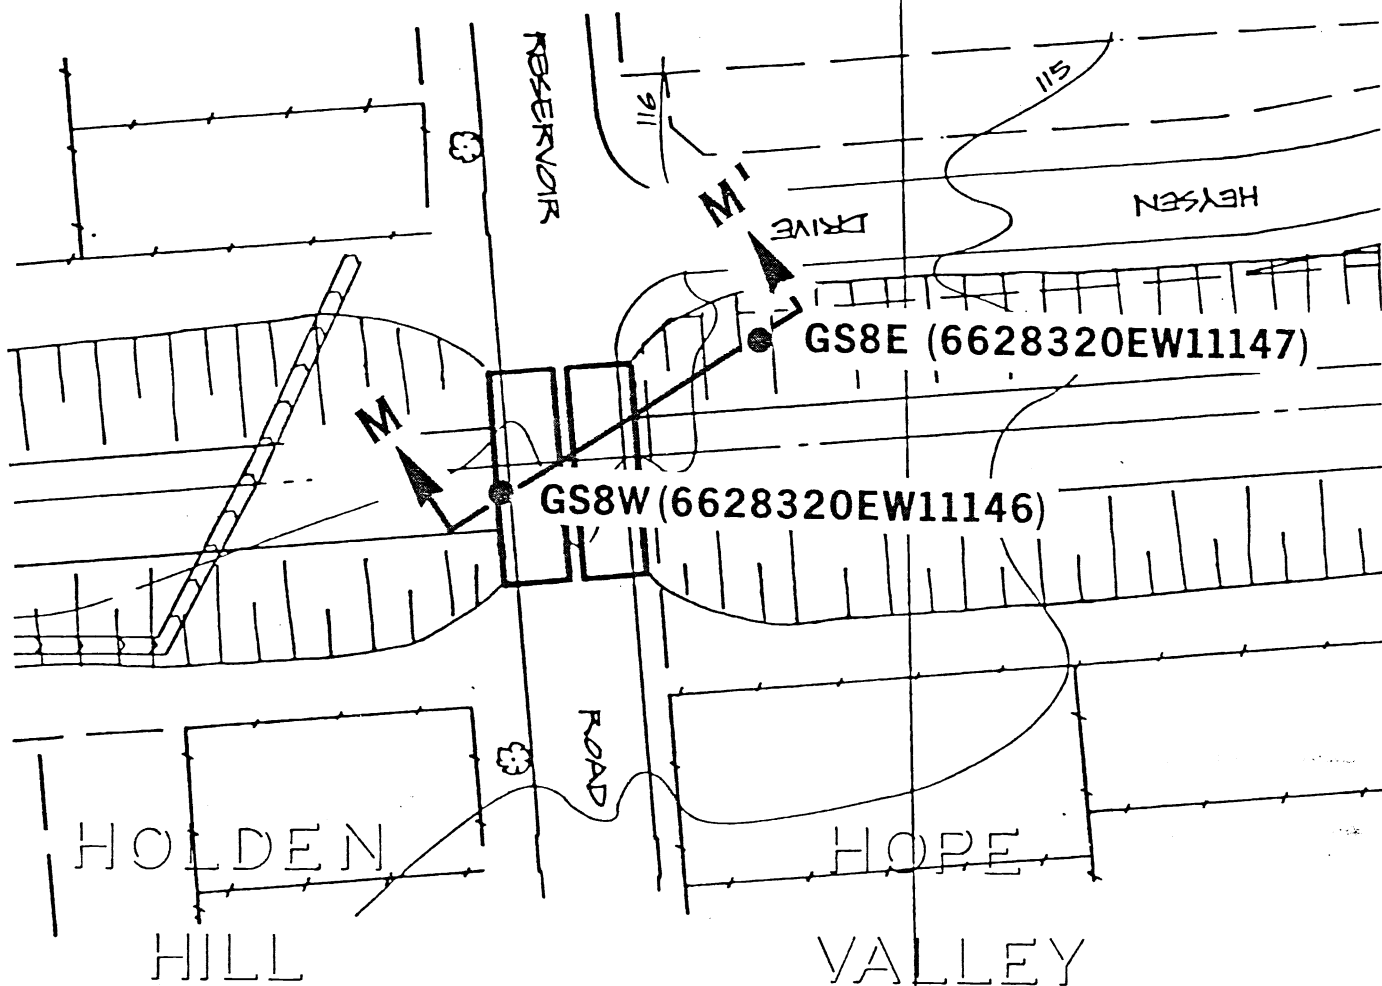 RESERVOIR
116
115
M'
DRIVE
HEYSEN
GS8E (6628320EW11147)
M
GS8W (6628320EW11146)
ROAD
HOLDEN
HILL
HOPE
VALLEY